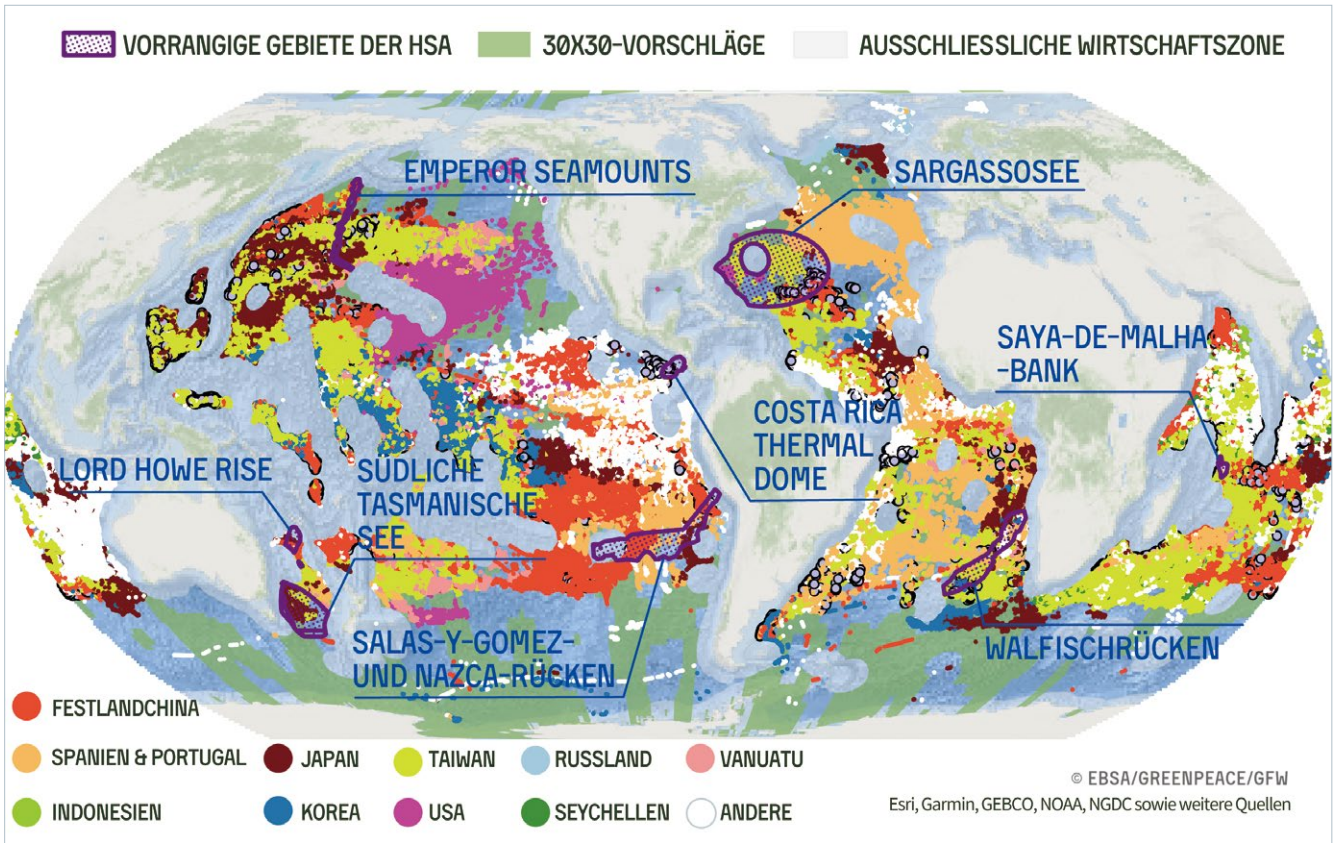 VORRANGIGE GEBIETE DER HSA
30X30-VORSCHLÄGE
AUSSCHLIESSLICHE WIRTSCHAFTSZONE
EMPEROR SEAMOUNTS
SARGASSOSEE
SAYA-DE-MALHA
-BANK
COSTA RICA
THERMAL
DOME
LORD HOWE RISE
SÜDLICHE
TASMANISCHE
SEE
SALAS-Y-GOMEZ-
UND NAZCA-RÜCKEN
WALFISCHRÜCKEN
FESTLANDCHINA
SPANIEN & PORTUGAL
JAPAN
TAIWAN
RUSSLAND
VANUATU
INDONESIEN
KOREA
USA
SEYCHELLEN
ANDERE
© EBSA/GREENPEACE/GFW
Esri, Garmin, GEBCO, NOAA, NGDC sowie weitere Quellen